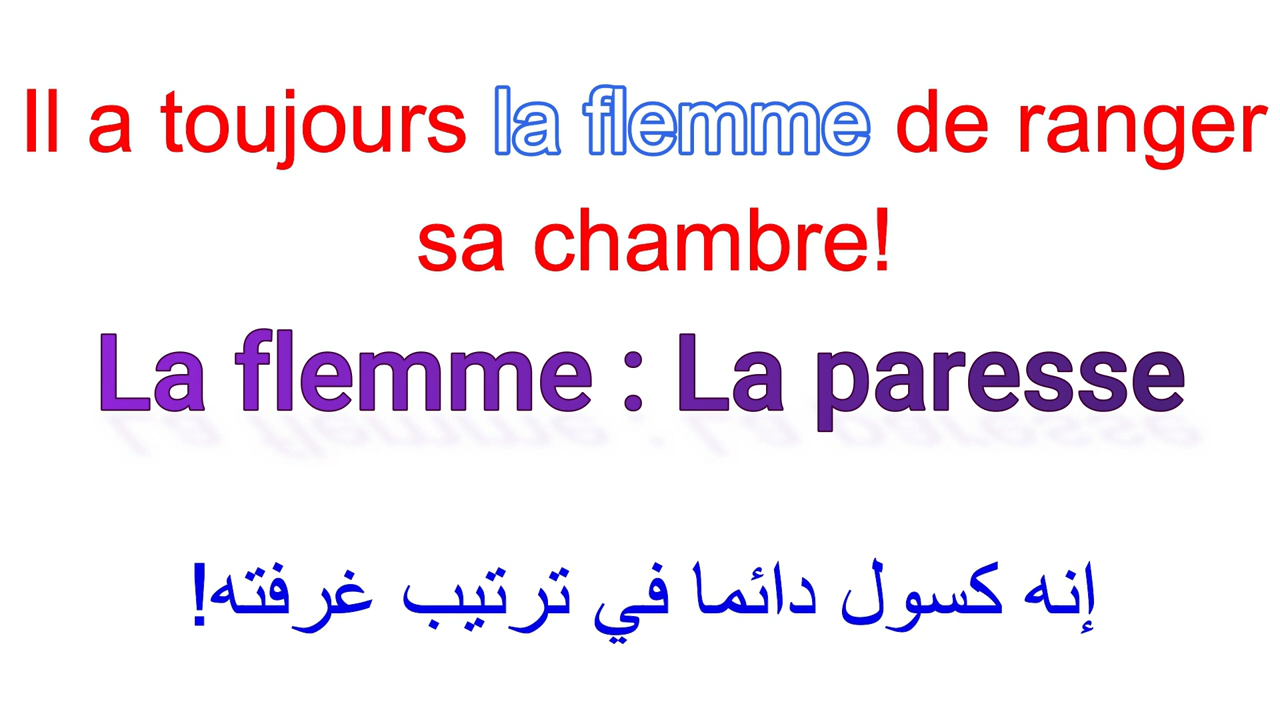 Il a toujours la flemme de ranger
sa chambre!
La flemme : La paresse
إنه كسول دائما في ترتيب غرفته!